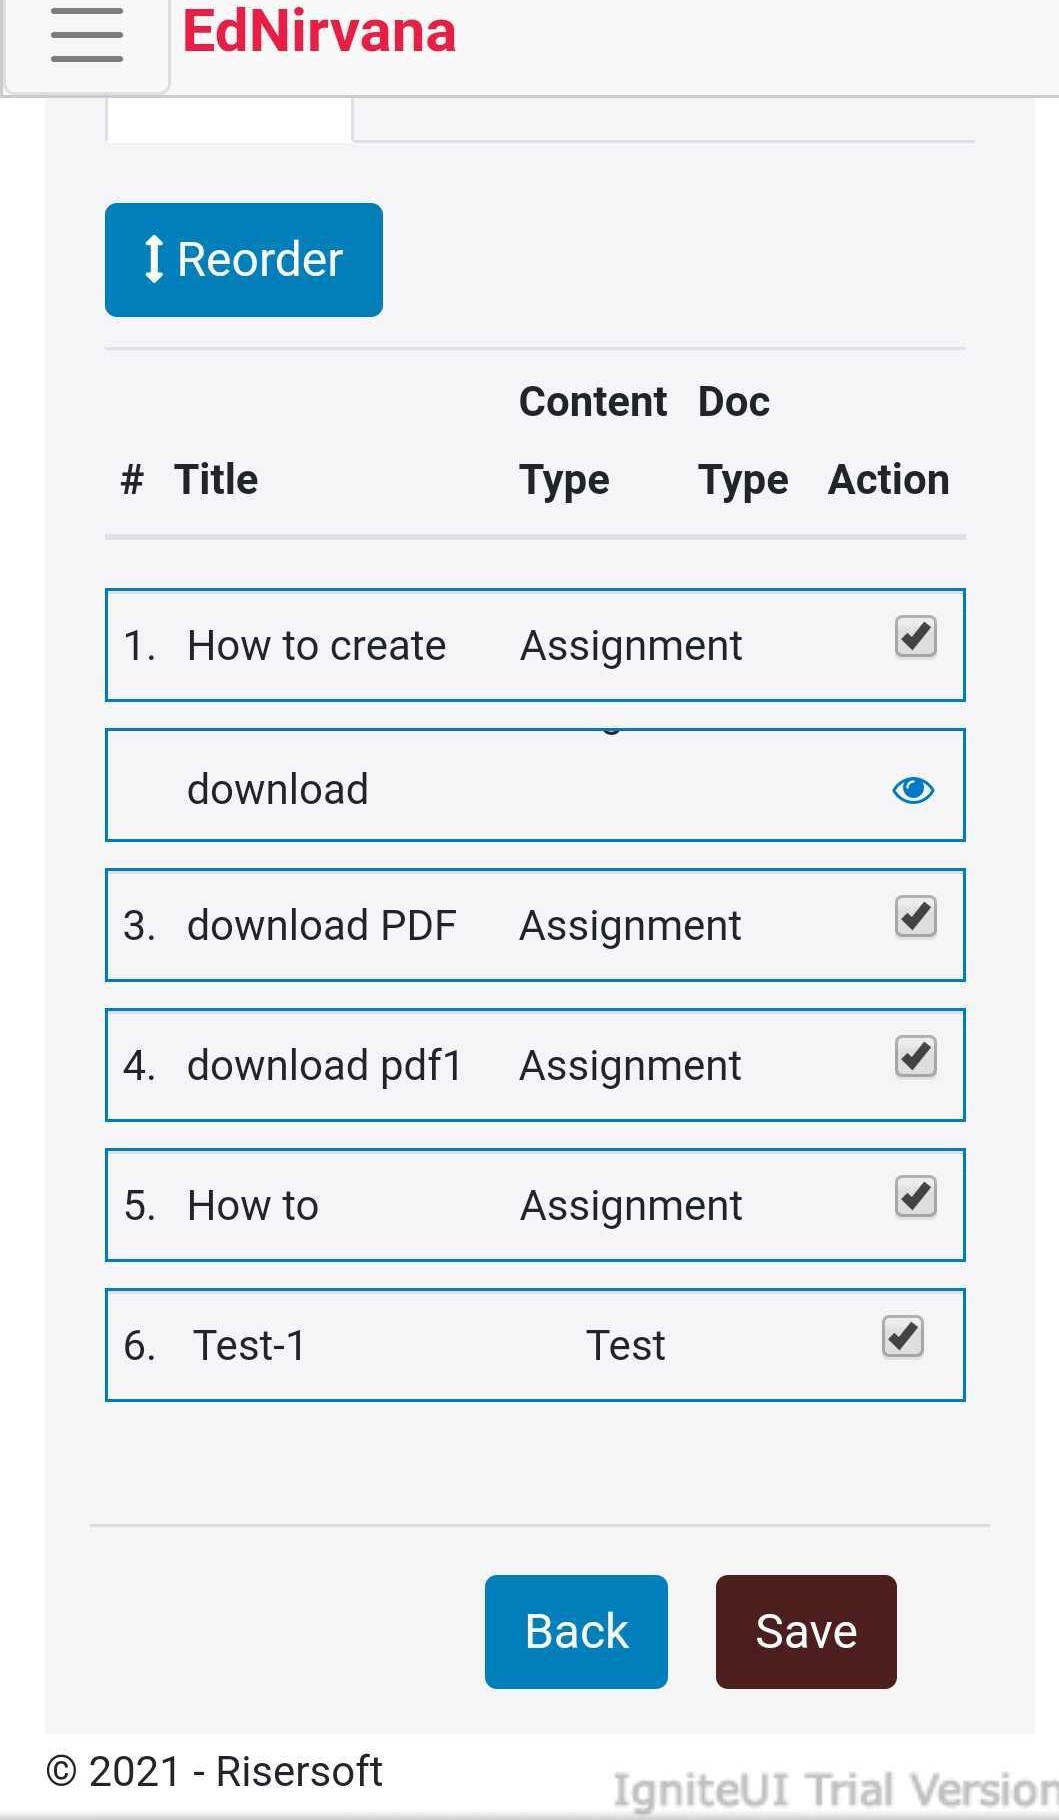 EdNirvana
Reorder
Content Doc
# Title Type Type Action
1. How to create Assignment
download
3. download PDF Assignment
4. download pdf1 Assignment
5. How to Assignment
6. Test-1 Test
Back Save
© 2021 - Risersoft
IgniteUI Trial Version